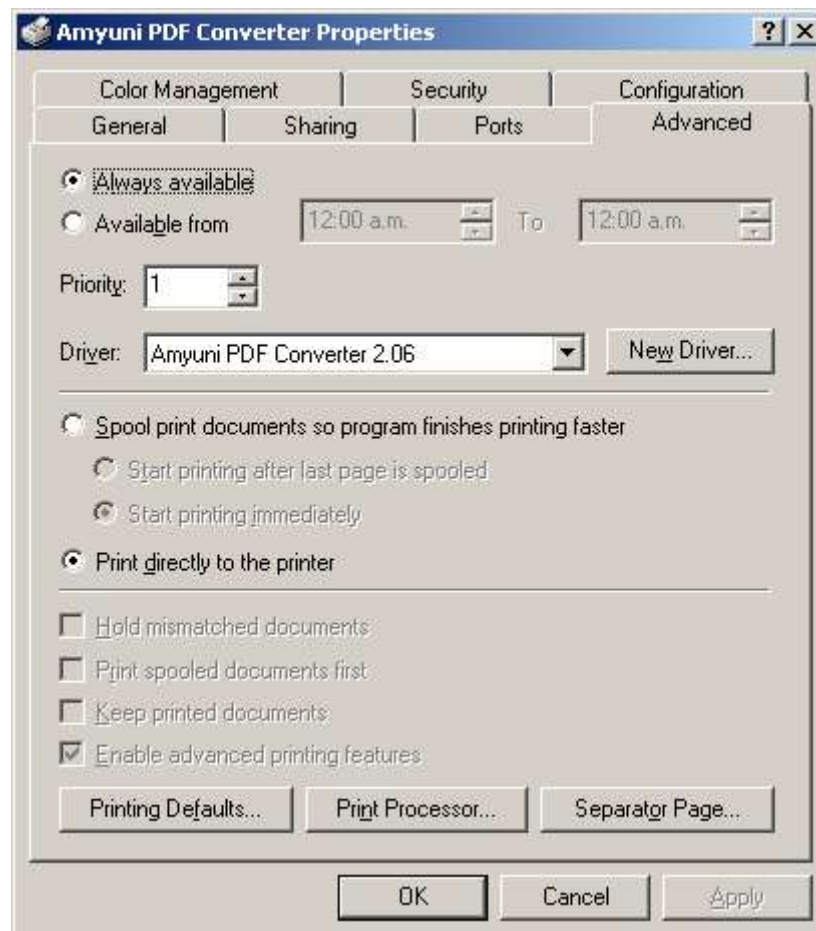 Amyuni PDF Converter Properties
Color Management Security Configuration
General Sharing Ports Advanced
Always available
Available from 12:00 a.m. To 12:00 a.m.
Priority: 1
Driver: Amyuni PDF Converter 2.06 New Driver...
Spool print documents so program finishes printing faster
Start printing after last page is spooled
Start printing immediately
Print directly to the printer
Hold mismatched documents
Print spooled documents first
Keep printed documents
Enable advanced printing features
Printing Defaults... Print Processor... Separator Page...
OK Cancel Apply